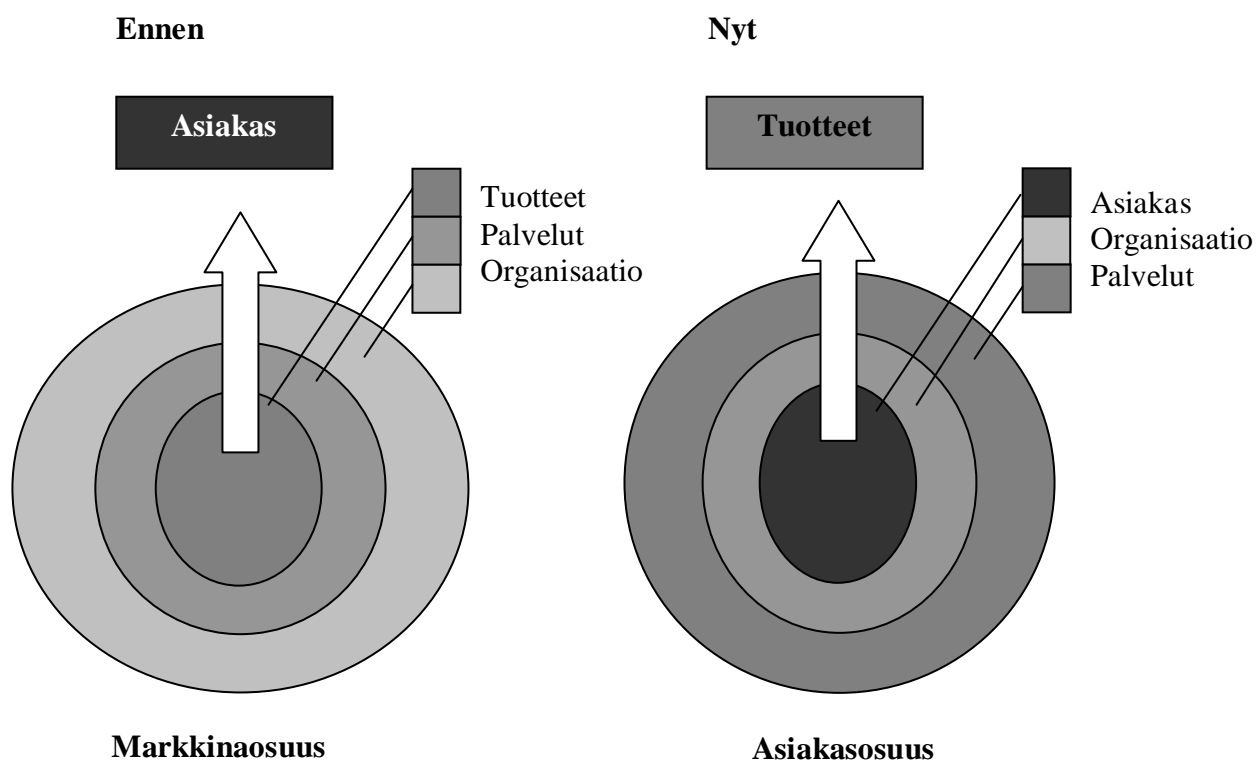 Ennen
Nyt
Asiakas
Tuotteet
Tuotteet
Palvelut
Organisaatio
Asiakas
Organisaatio
Palvelut
Markkinaosuus
Asiakasosuus